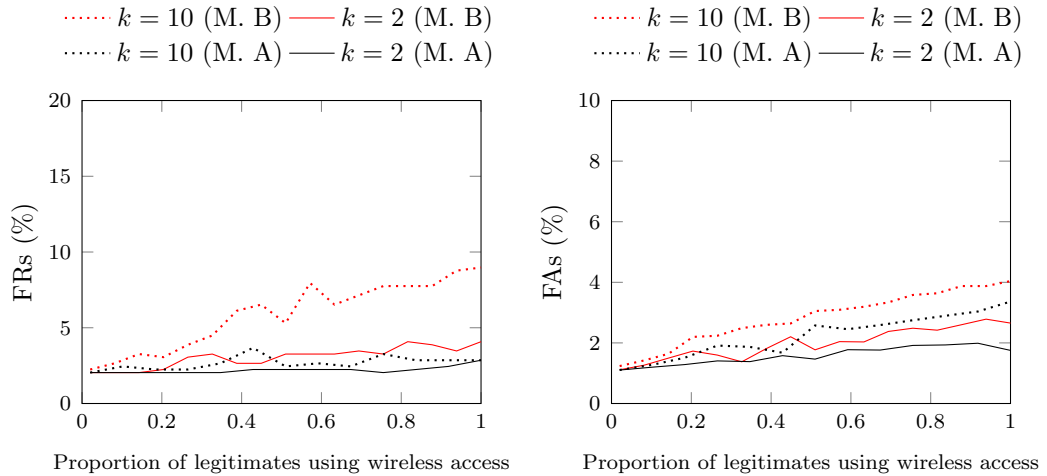 k = 10 (M. B) k = 2 (M. B)
k = 10 (M. A) k = 2 (M. A)
20
15
10
5
0
0 0.2 0.4 0.6 0.8 1
FRs (%)
Proportion of legitimates using wireless access
k = 10 (M. B) k = 2 (M. B)
k = 10 (M. A) k = 2 (M. A)
10
8
6
4
2
0
0 0.2 0.4 0.6 0.8 1
FAs (%)
Proportion of legitimates using wireless access